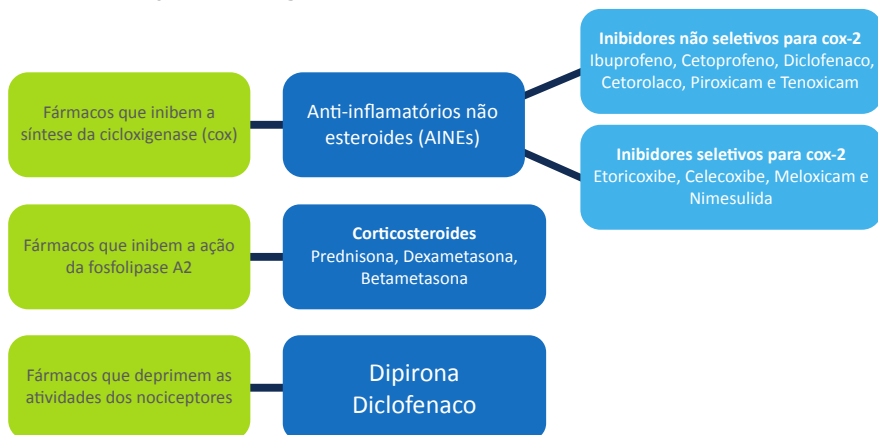 Fármacos que inibem a
síntese da cicloxigenase (cox)
Anti-inflamatórios não
esteroides (AINEs)
Inibidores não seletivos para cox-2
Ibuprofeno, Cetoprofeno, Diclofenaco,
Cetorolaco, Piroxicam e Tenoxicam
Inibidores seletivos para cox-2
Etoricoxibe, Celecoxibe, Meloxicam e
Nimesulida
Fármacos que inibem a ação
da fosfolipase A2
Corticosteroides
Prednisona, Dexametasona,
Betametasona
Fármacos que deprimem as
atividades dos nociceptores
Dipirona
Diclofenaco